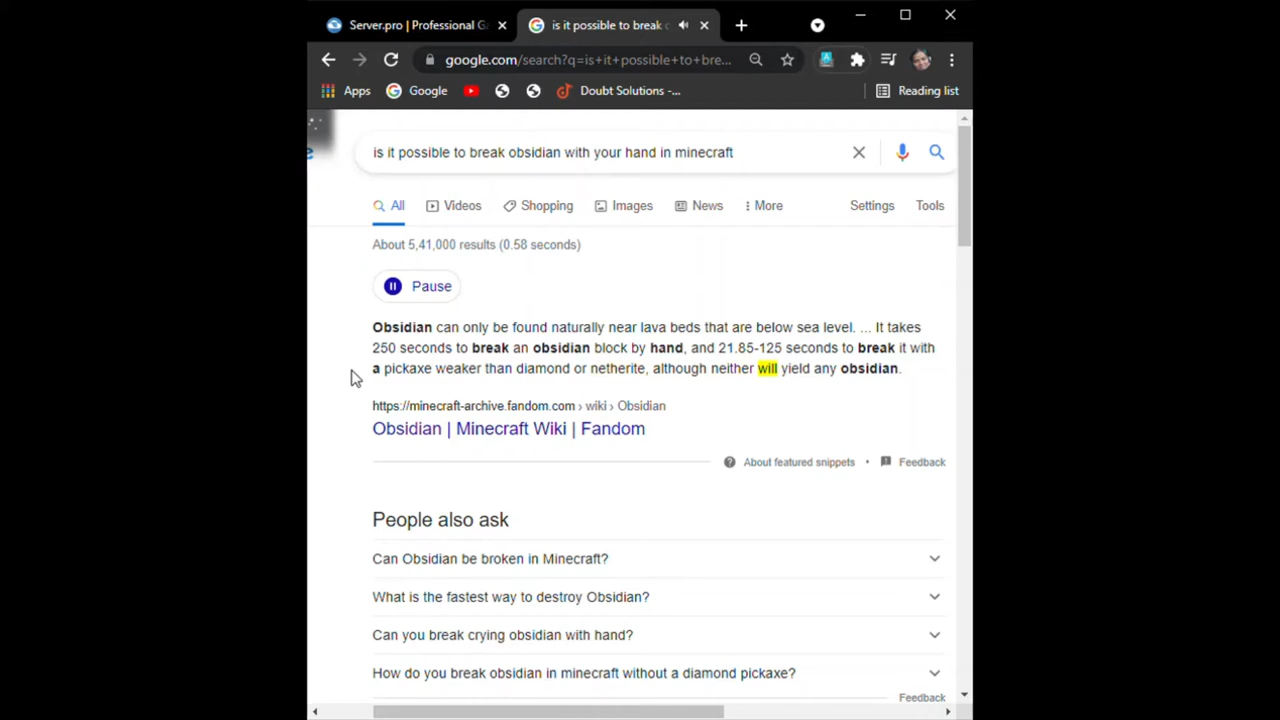 Server.pro | Professional Ga
is it possible to break o
google.com/search?q=is+it+possible+to+bre...
Apps
Google
Doubt Solutions -...
Reading list
is it possible to break obsidian with your hand in minecraft
All
Videos
Shopping
Images
News
More
Settings
Tools
About 5,41,000 results (0.58 seconds)
Pause
Obsidian can only be found naturally near lava beds that are below sea level. ... It takes
250 seconds to break an obsidian block by hand, and 21.85-125 seconds to break it with
a pickaxe weaker than diamond or netherite, although neither will yield any obsidian.
https://minecraft-archive.fandom.com › wiki › Obsidian
Obsidian | Minecraft Wiki | Fandom
About featured snippets • Feedback
People also ask
Can Obsidian be broken in Minecraft?
What is the fastest way to destroy Obsidian?
Can you break crying obsidian with hand?
How do you break obsidian in minecraft without a diamond pickaxe?
Feedback